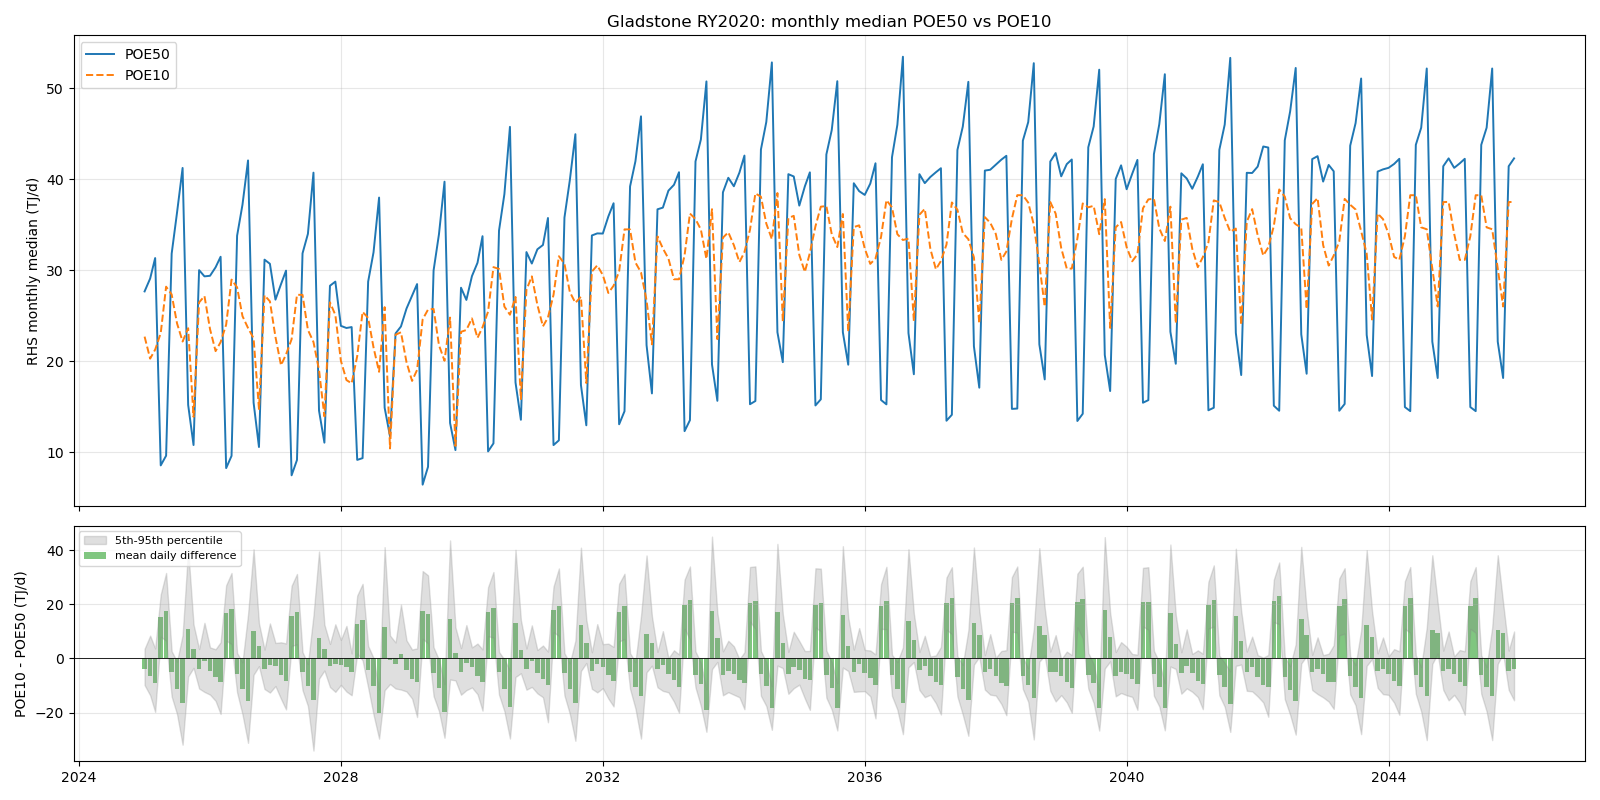 Gladstone RY2020: monthly median POE50 vs POE10
POE50
POE10
RHS monthly median (TJ/d)
50
40
30
20
10
5th-95th percentile
mean daily difference
POE10 - POE50 (TJ/d)
40
20
0
−20
2024
2028
2032
2036
2040
2044